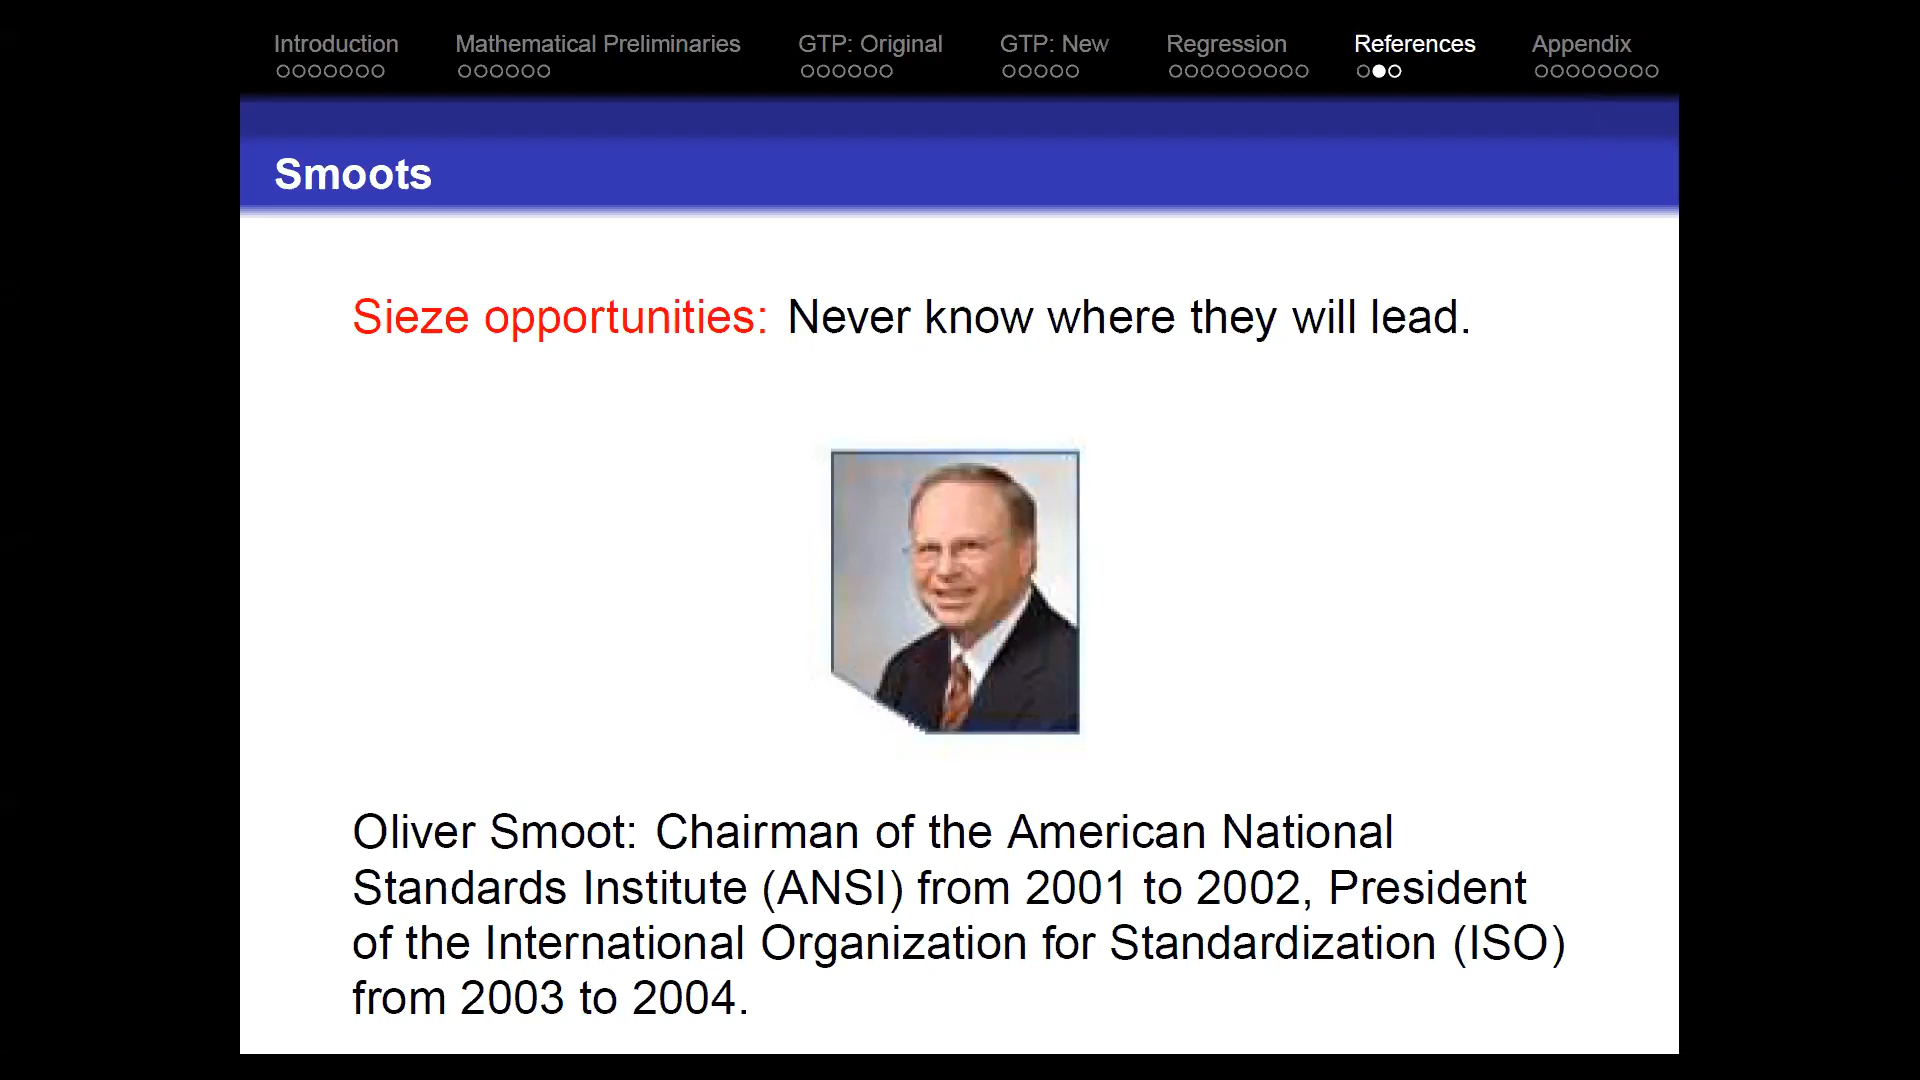 Introduction Mathematical Preliminaries GTP: Original GTP: New Regression References Appendix
Smoots
Sieze opportunities: Never know where they will lead.
Oliver Smoot: Chairman of the American National
Standards Institute (ANSI) from 2001 to 2002, President
of the International Organization for Standardization (ISO)
from 2003 to 2004.